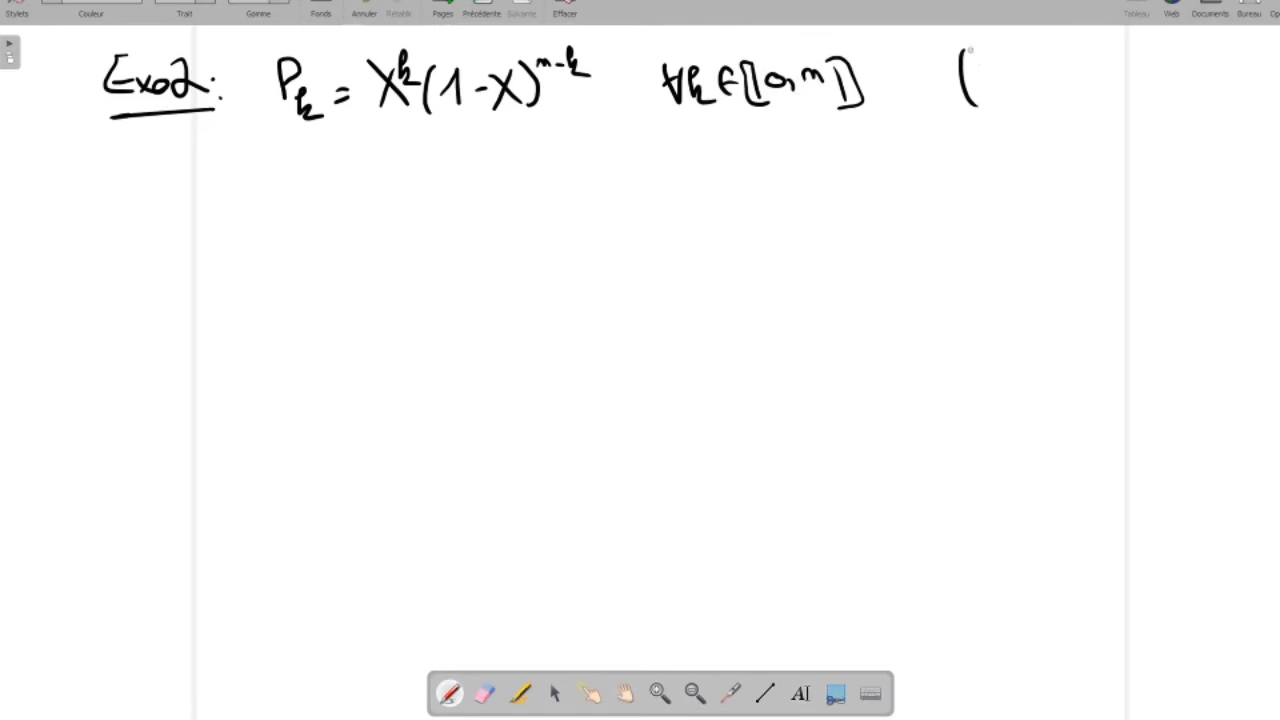 Stylets Couleur Trait Gomme Fonds Annuler Rétablir Pages Précédente Suivante Effacer Tableau Web Documents Bureau
Exo2: P_k = X^k (1-X)^{n-k} ∀k ∈ ⟦0, n⟧ (